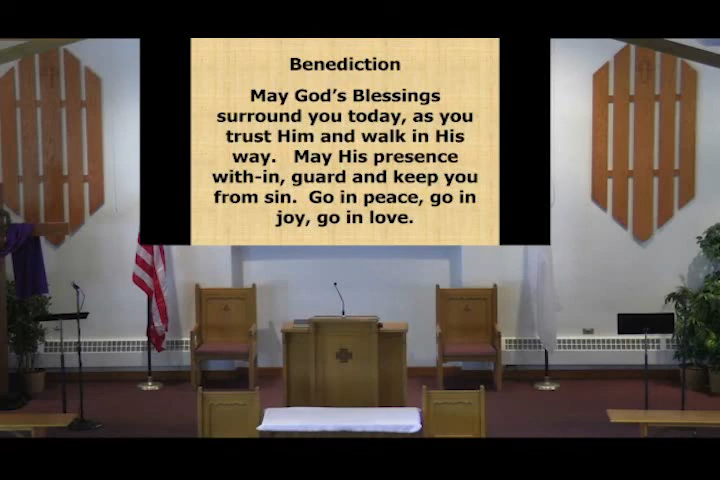 Benediction
May God's Blessings
surround you today, as you
trust Him and walk in His
way. May His presence
with-in, guard and keep you
from sin. Go in peace, go in
joy, go in love.